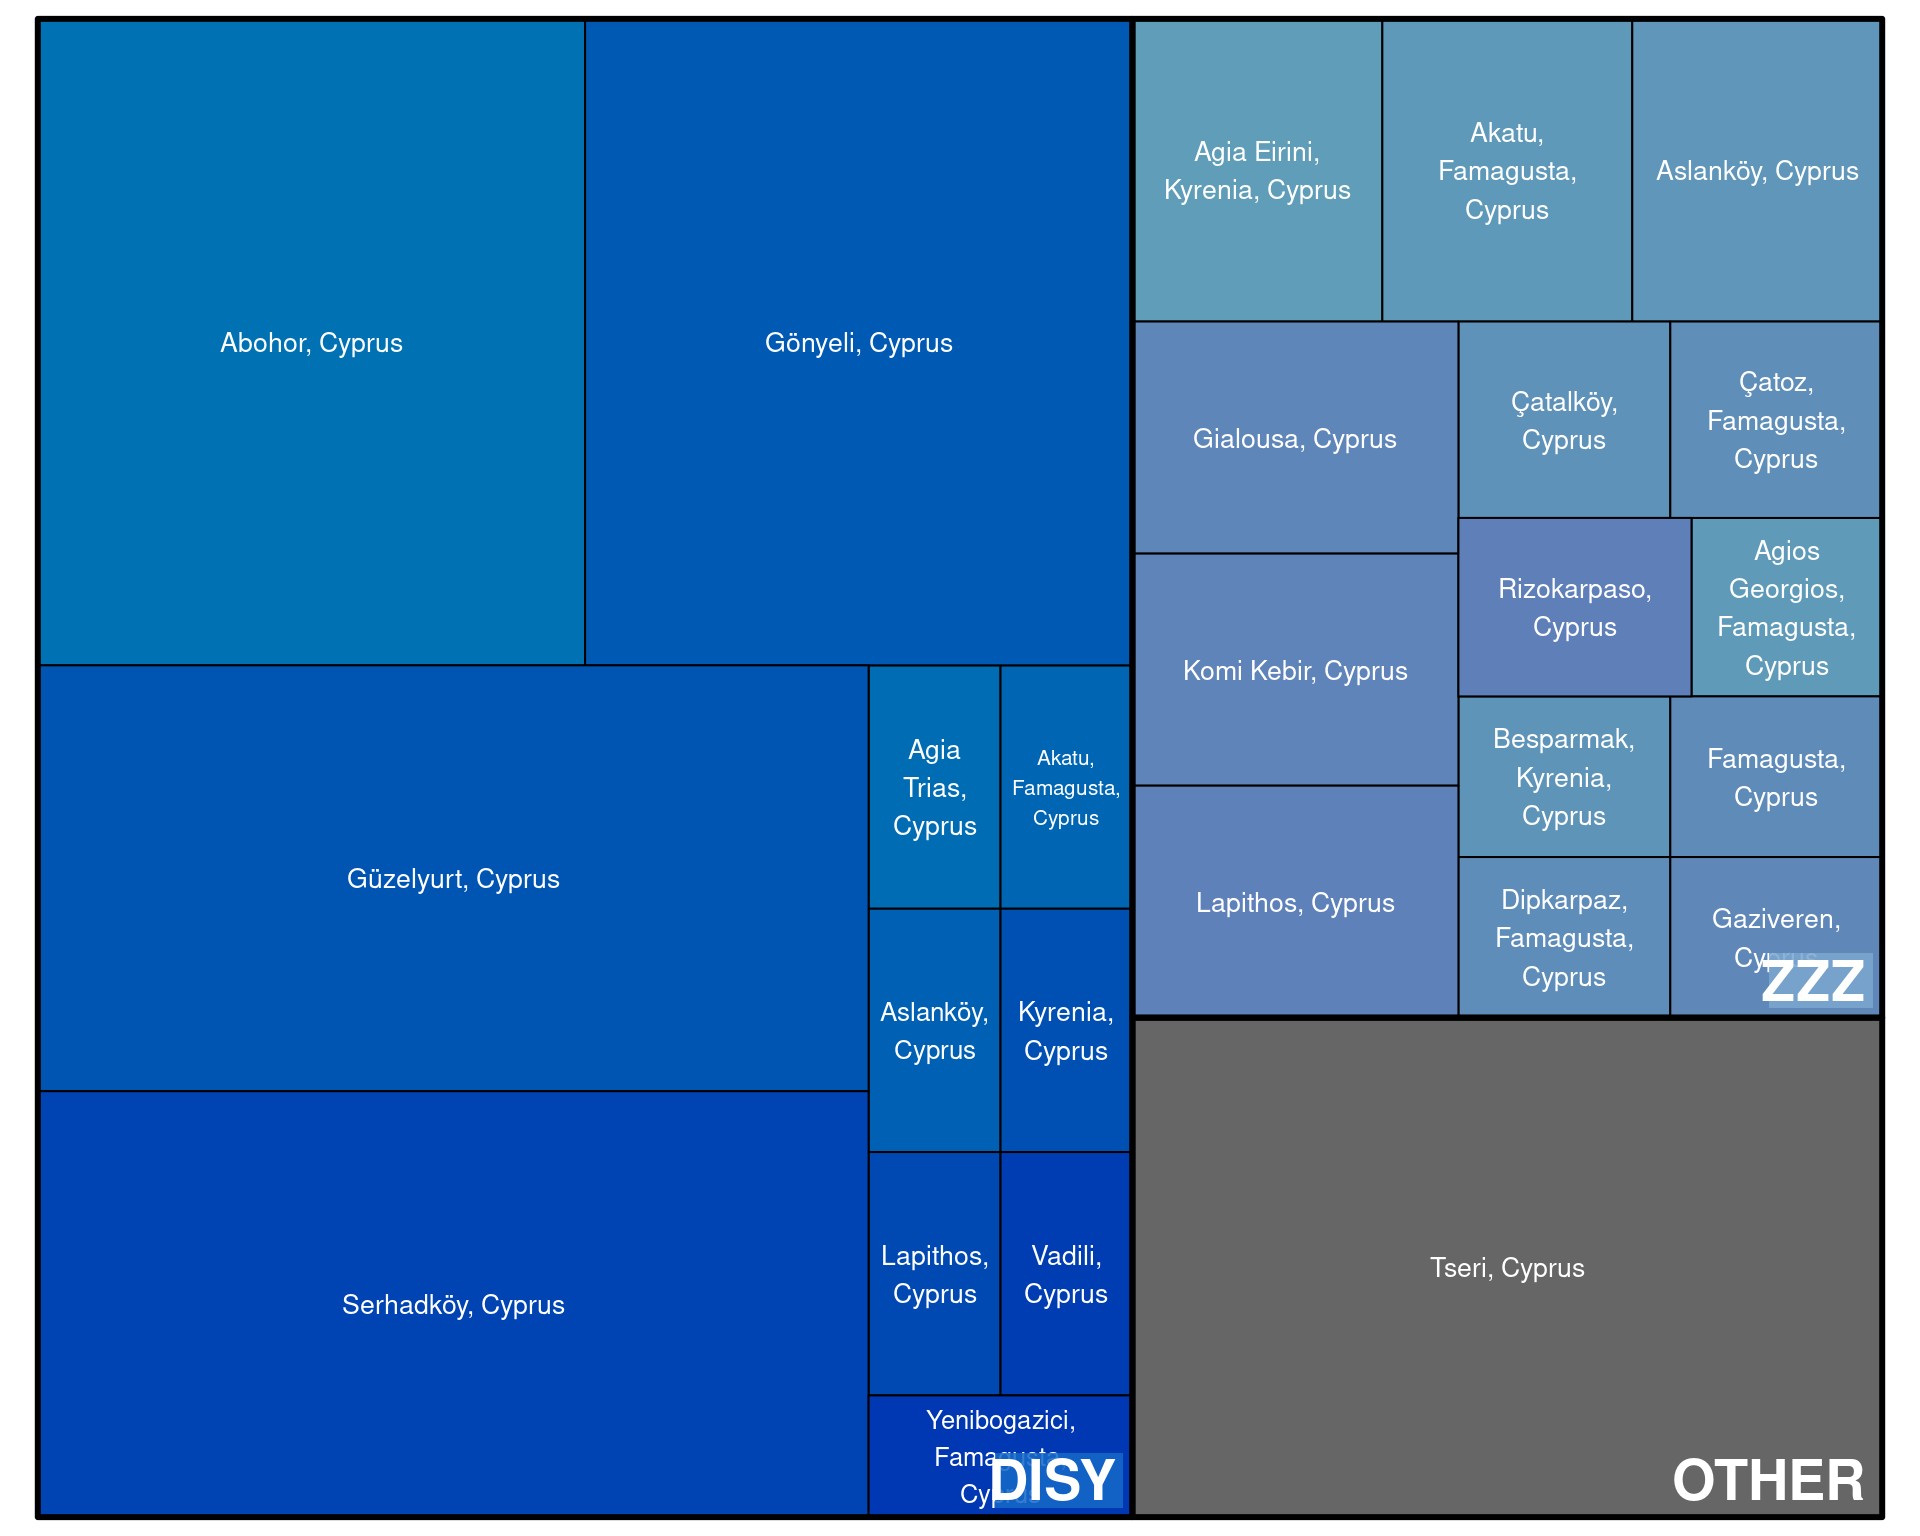 Abohor, Cyprus
Gönyeli, Cyprus
Güzelyurt, Cyprus
Serhadköy, Cyprus
Agia
Trias,
Cyprus
Akatu,
Famagusta,
Cyprus
Aslanköy,
Cyprus
Kyrenia,
Cyprus
Lapithos,
Cyprus
Vadili,
Cyprus
Yenibogazici,
Famagusta,
Cyprus
DISY
Agia Eirini,
Kyrenia, Cyprus
Akatu,
Famagusta,
Cyprus
Aslanköy, Cyprus
Gialousa, Cyprus
Komi Kebir, Cyprus
Lapithos, Cyprus
Çatalköy,
Cyprus
Çatoz,
Famagusta,
Cyprus
Rizokarpaso,
Cyprus
Agios
Georgios,
Famagusta,
Cyprus
Besparmak,
Kyrenia,
Cyprus
Famagusta,
Cyprus
Dipkarpaz,
Famagusta,
Cyprus
Gaziveren,
Cyprus
ZZZ
Tseri, Cyprus
OTHER